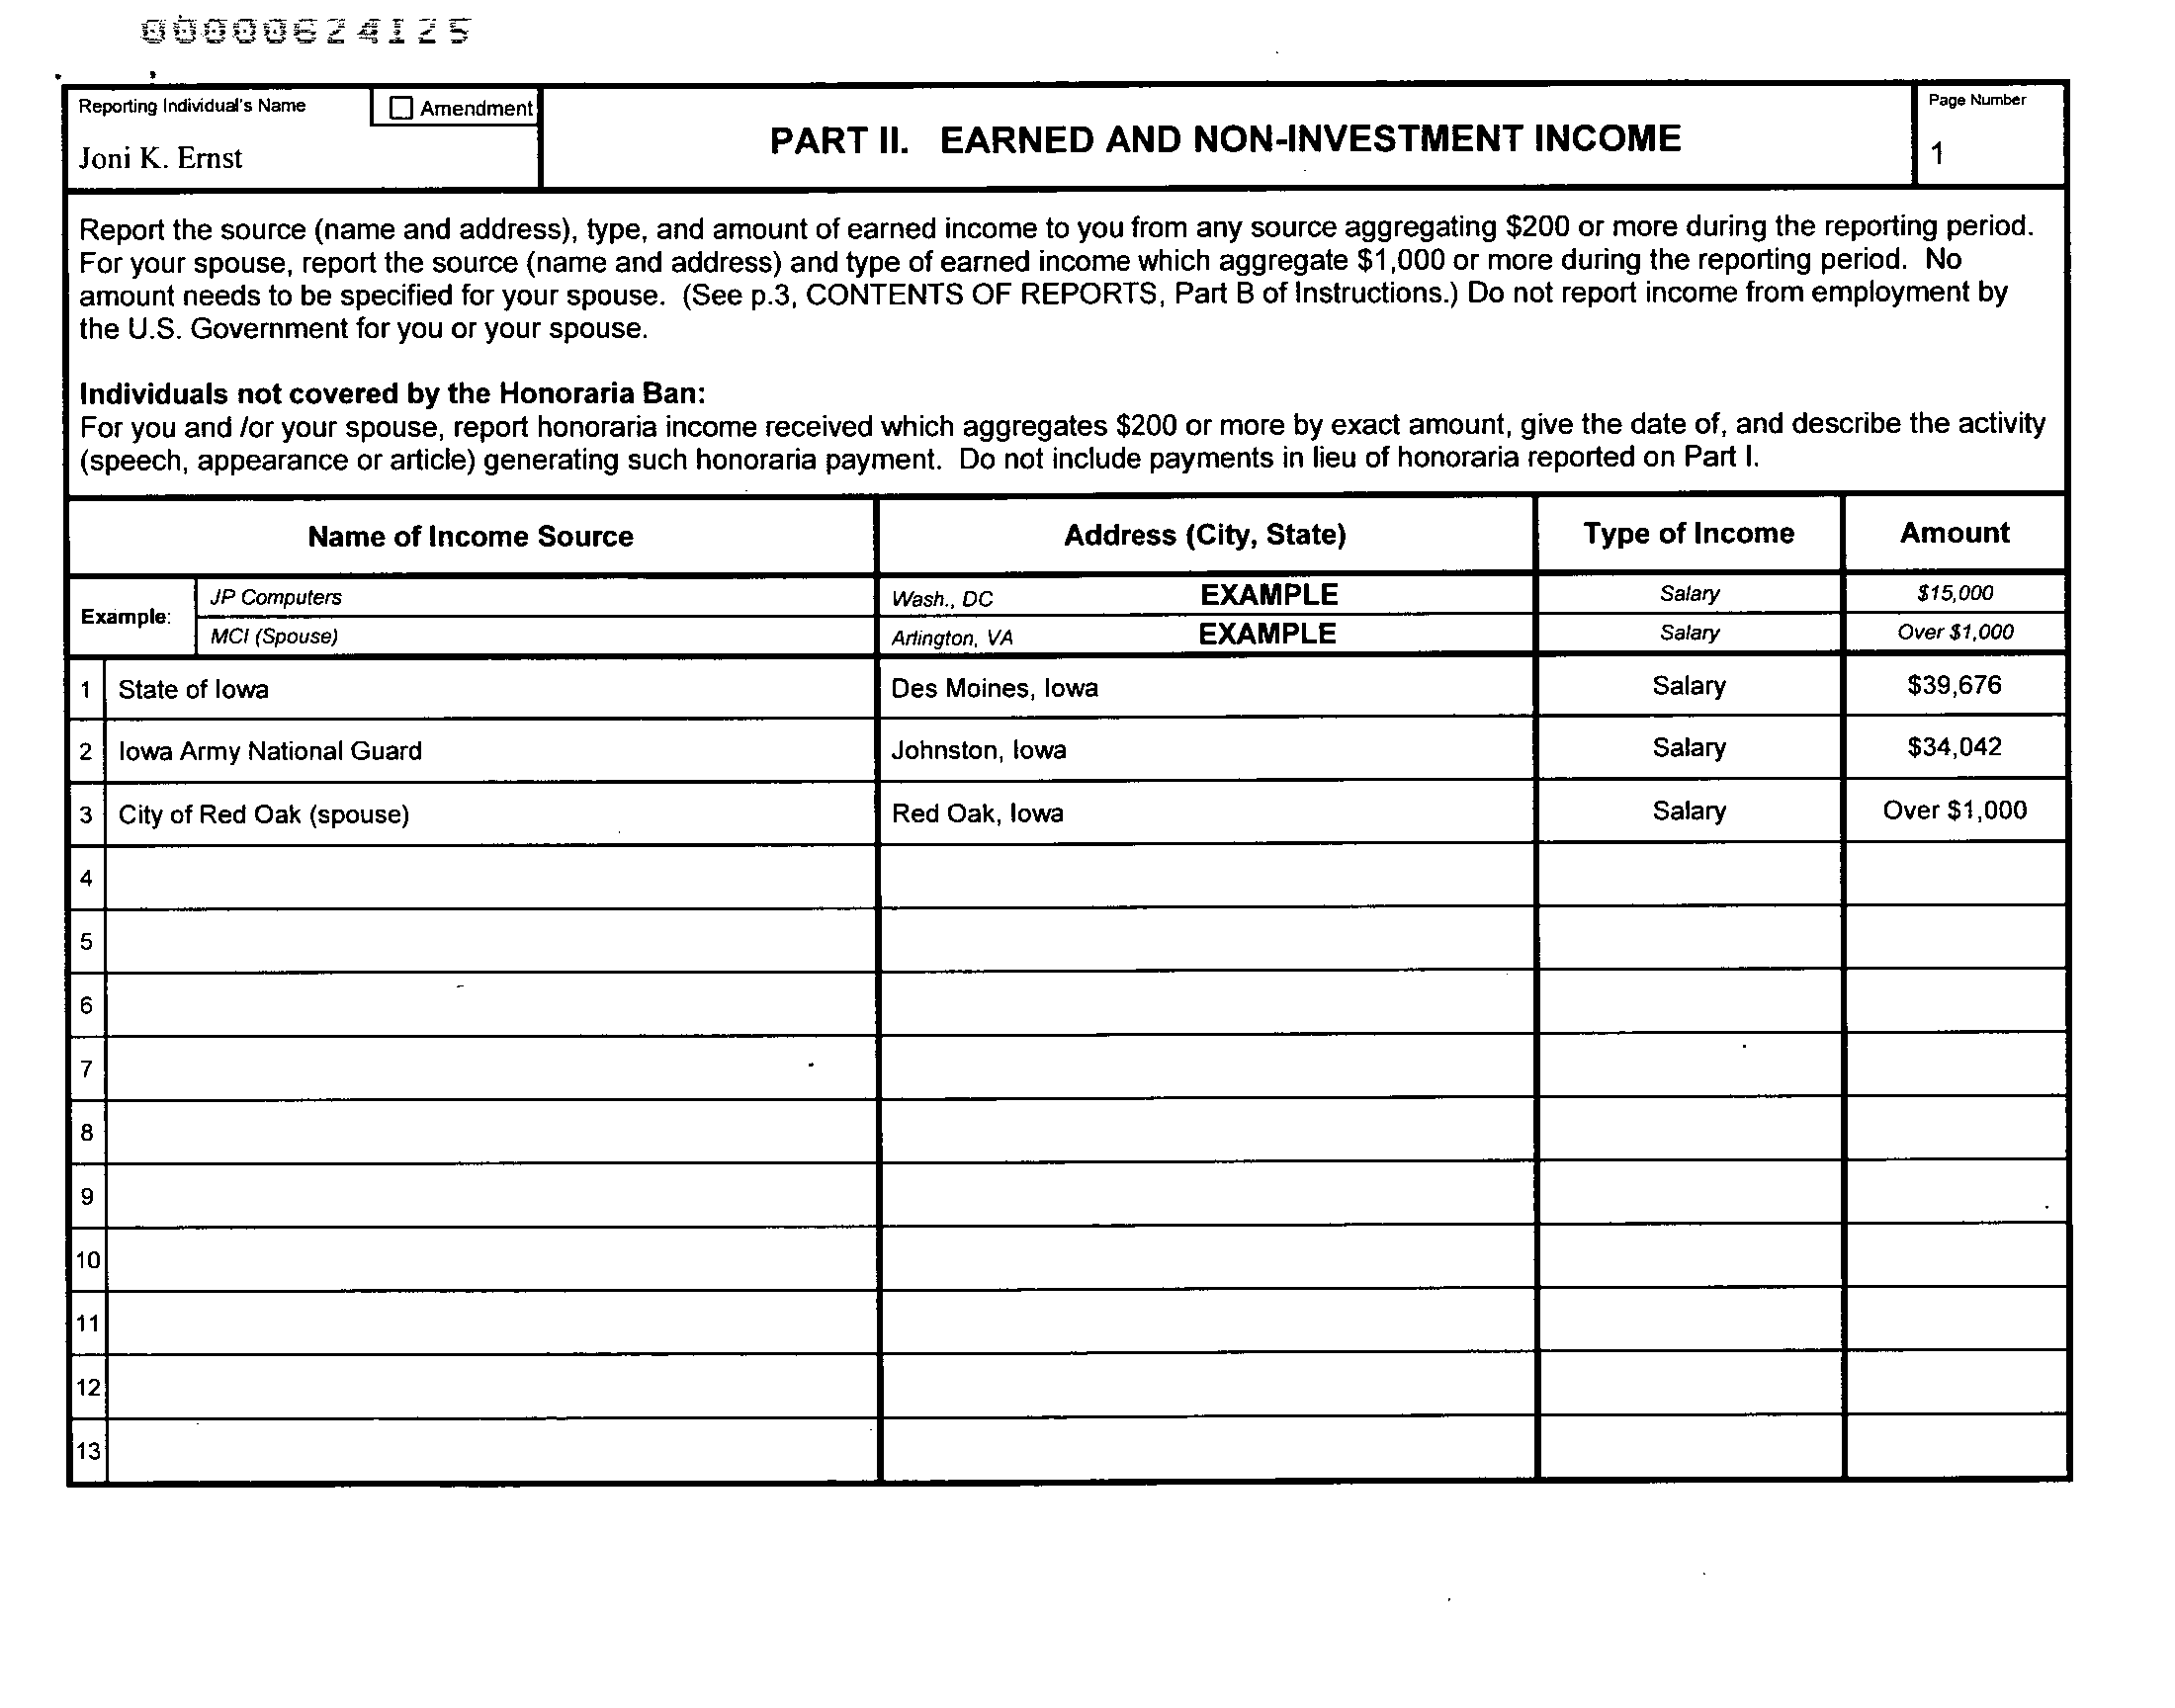 00000624125
Reporting Individual's Name
Amendment
Joni K. Ernst
PART II. EARNED AND NON-INVESTMENT INCOME
Page Number
1
Report the source (name and address), type, and amount of earned income to you from any source aggregating $200 or more during the reporting period.
For your spouse, report the source (name and address) and type of earned income which aggregate $1,000 or more during the reporting period. No
amount needs to be specified for your spouse. (See p.3, CONTENTS OF REPORTS, Part B of Instructions.) Do not report income from employment by
the U.S. Government for you or your spouse.
Individuals not covered by the Honoraria Ban:
For you and /or your spouse, report honoraria income received which aggregates $200 or more by exact amount, give the date of, and describe the activity
(speech, appearance or article) generating such honoraria payment. Do not include payments in lieu of honoraria reported on Part I.
Name of Income Source Address (City, State) Type of Income Amount
Example: JP Computers Wash., DC EXAMPLE Salary $15,000
MCI (Spouse) Arlington, VA EXAMPLE Salary Over $1,000
1 State of Iowa Des Moines, Iowa Salary $39,676
2 Iowa Army National Guard Johnston, Iowa Salary $34,042
3 City of Red Oak (spouse) Red Oak, Iowa Salary Over $1,000
4
5
6
7
8
9
10
11
12
13